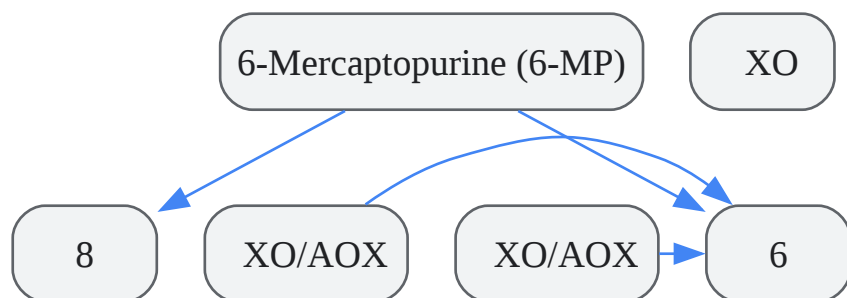 6-Mercaptopurine (6-MP)
XO
8
XO/AOX
XO/AOX
6